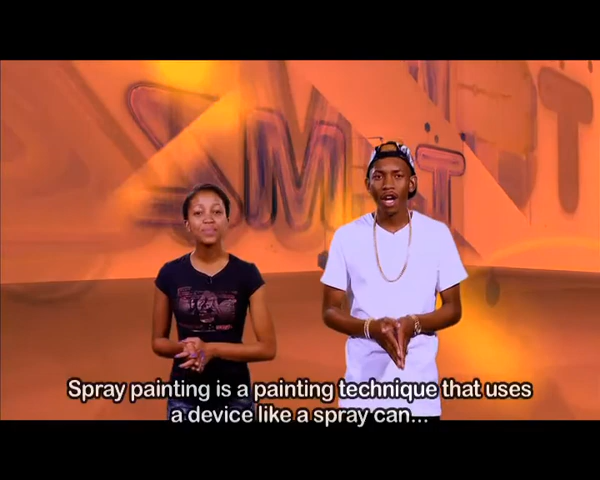 Spray painting is a painting technique that uses
a device like a spray can...